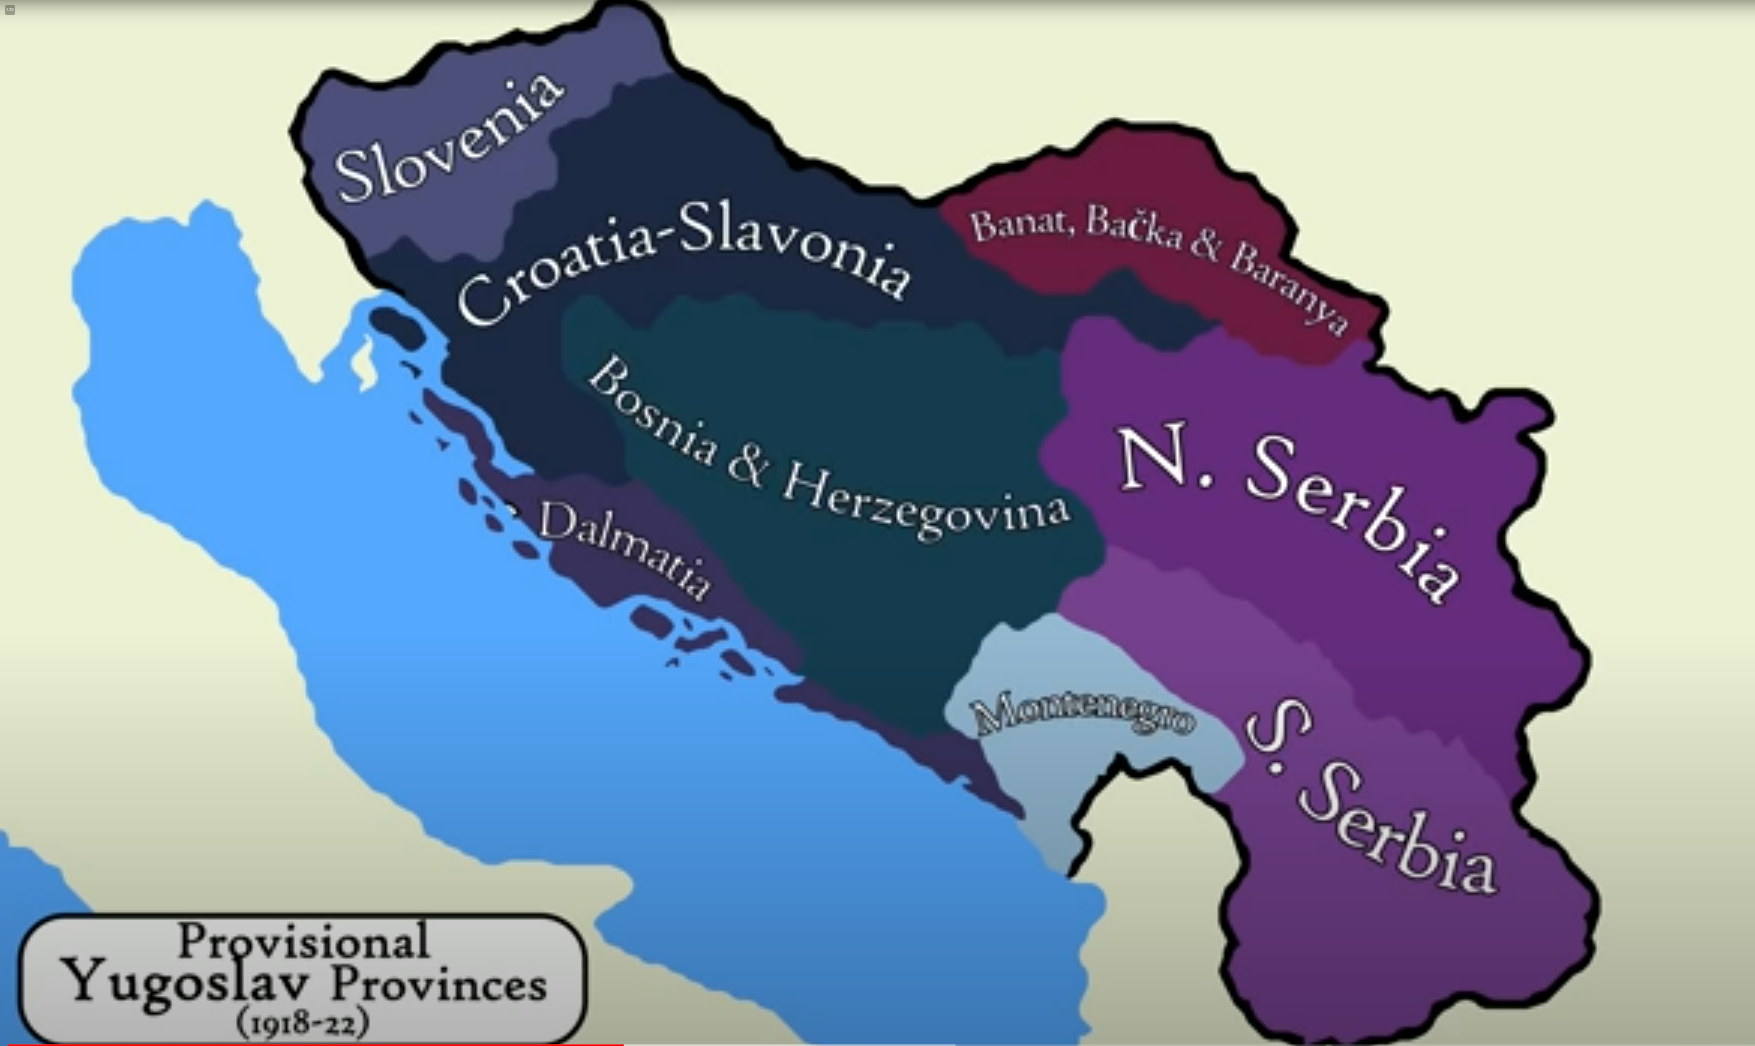 Slovenia
Croatia-Slavonia
Banat, Bačka & Baranya
Bosnia & Herzegovina
N. Serbia
Dalmatia
Montenegro
S. Serbia
Provisional
Yugoslav Provinces
(1918-22)